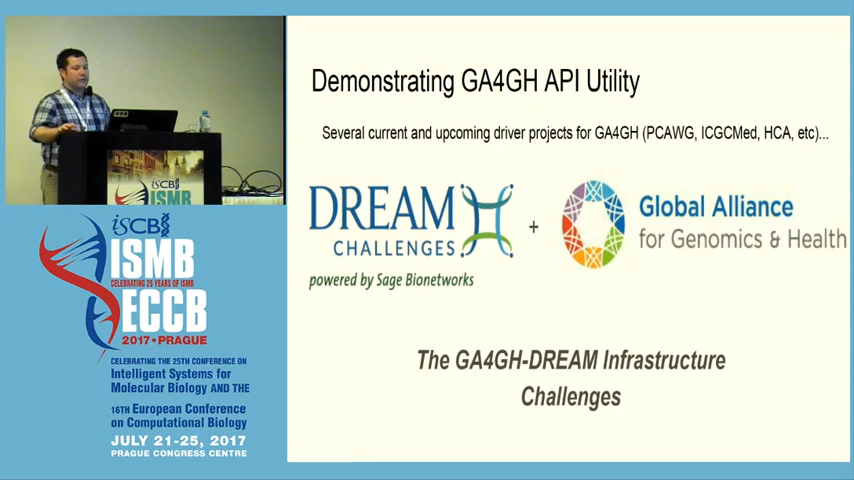 Demonstrating GA4GH API Utility
Several current and upcoming driver projects for GA4GH (PCAWG, ICGCMed, HCA, etc)...
DREAM
CHALLENGES
powered by Sage Bionetworks
+
Global Alliance
for Genomics & Health
The GA4GH-DREAM Infrastructure
Challenges
iSCB
ISMB
iSCB
ISMB
CELEBRATING 25 YEARS OF ISMB
ECCB
2017 • PRAGUE
CELEBRATING THE 25TH CONFERENCE ON
Intelligent Systems for
Molecular Biology AND THE
16TH European Conference
on Computational Biology
JULY 21-25, 2017
PRAGUE CONGRESS CENTRE